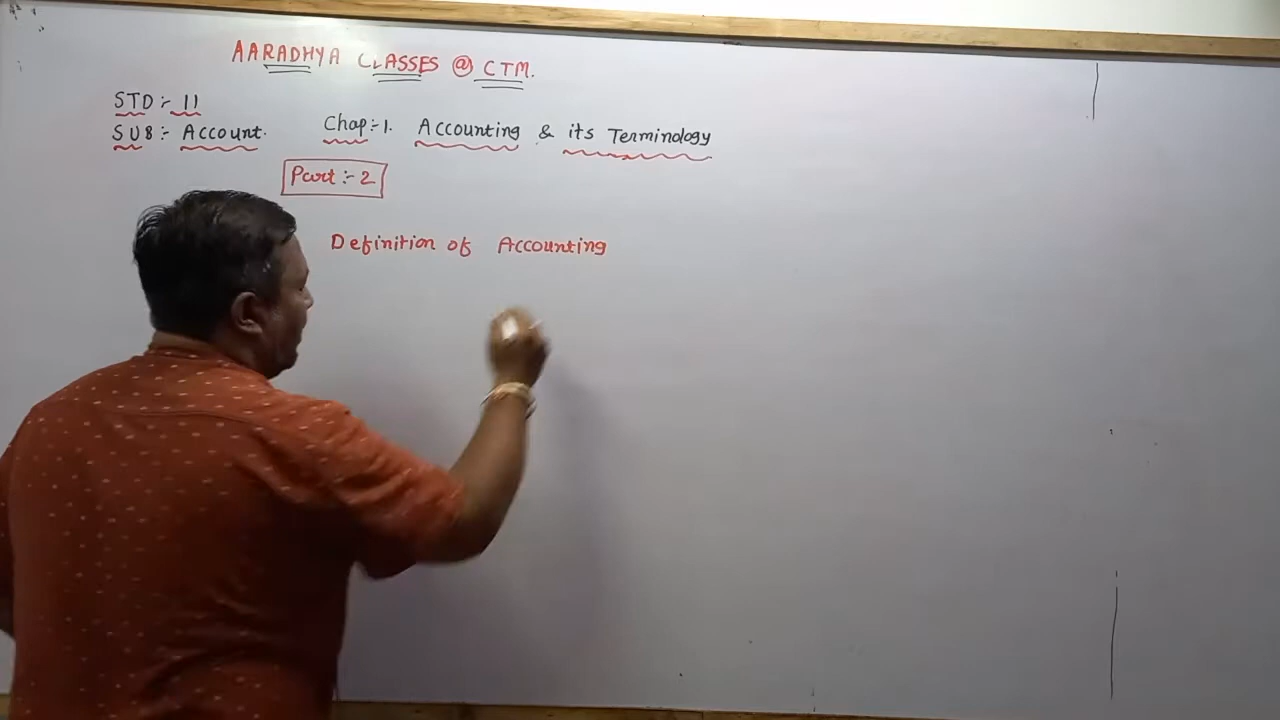 AARADHYA CLASSES @ CTM.
STD :- 11
SUB :- Account.
Chap :- 1. Accounting & its Terminology
Part :- 2
Definition of Accounting